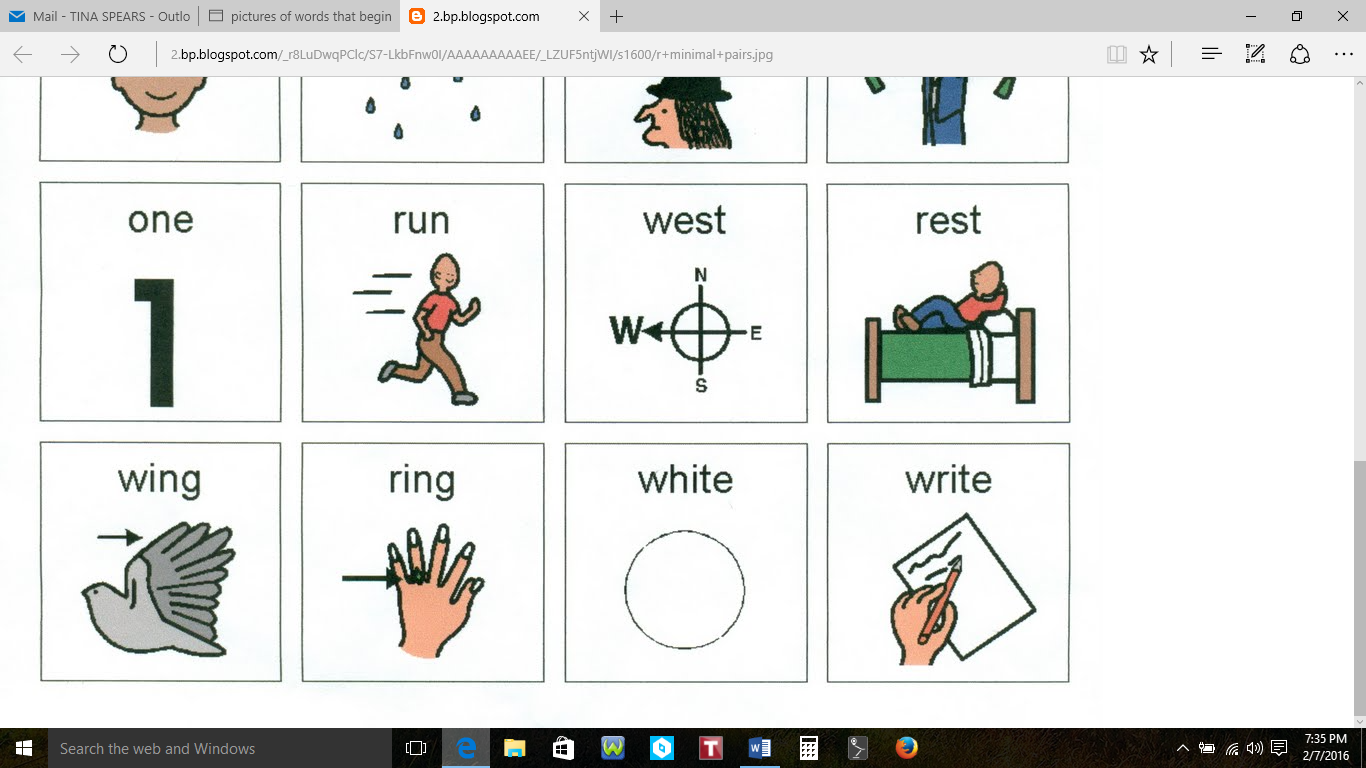 Mail - TINA SPEARS - Outlo
pictures of words that begin
2.bp.blogspot.com
2.bp.blogspot.com/_r8LuDwqPClc/S7-LkbFnw0I/AAAAAAAAAEE/_LZUF5ntjWI/s1600/r+minimal+pairs.jpg
one
run
west
rest
1
N
W
E
S
wing
ring
white
write
Search the web and Windows
7:35 PM
2/7/2016